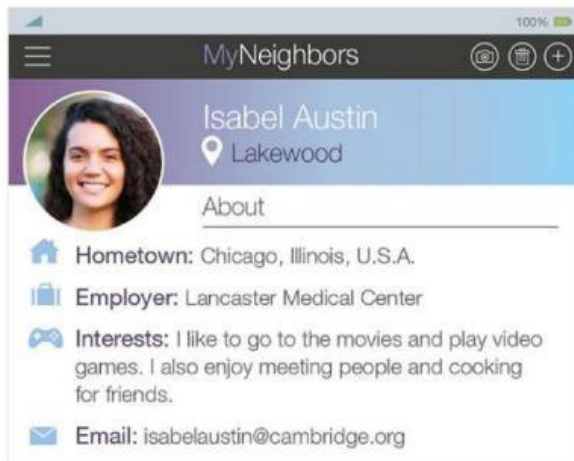 100%
MyNeighbors
Isabel Austin
Lakewood
About
Hometown: Chicago, Illinois, U.S.A.
Employer: Lancaster Medical Center
Interests: I like to go to the movies and play video
games. I also enjoy meeting people and cooking
for friends.
Email: isabelaustin@cambridge.org